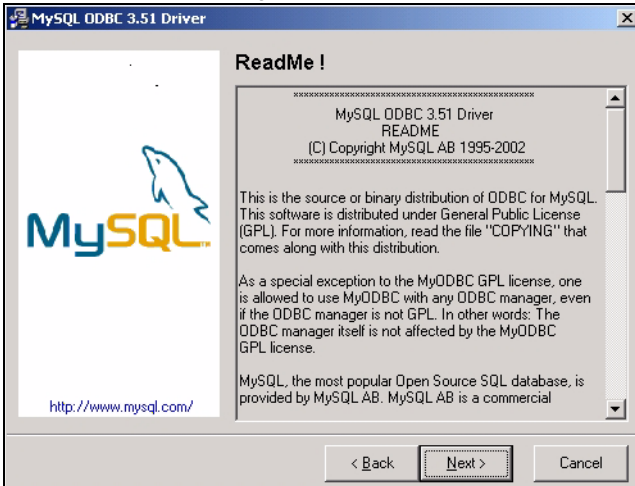 MySQL ODBC 3.51 Driver
ReadMe !
MySQL ODBC 3.51 Driver
README
(C) Copyright MySQL AB 1995-2002
This is the source or binary distribution of ODBC for MySQL.
This software is distributed under General Public License
(GPL). For more information, read the file "COPYING" that
comes along with this distribution.
As a special exception to the MyODBC GPL license, one
is allowed to use MyODBC with any ODBC manager, even
if the ODBC manager is not GPL. In other words: The
ODBC manager itself is not affected by the MyODBC
GPL license.
MySQL, the most popular Open Source SQL database, is
provided by MySQL AB. MySQL AB is a commercial
MySQL
TM
http://www.mysql.com/
< Back
Next >
Cancel